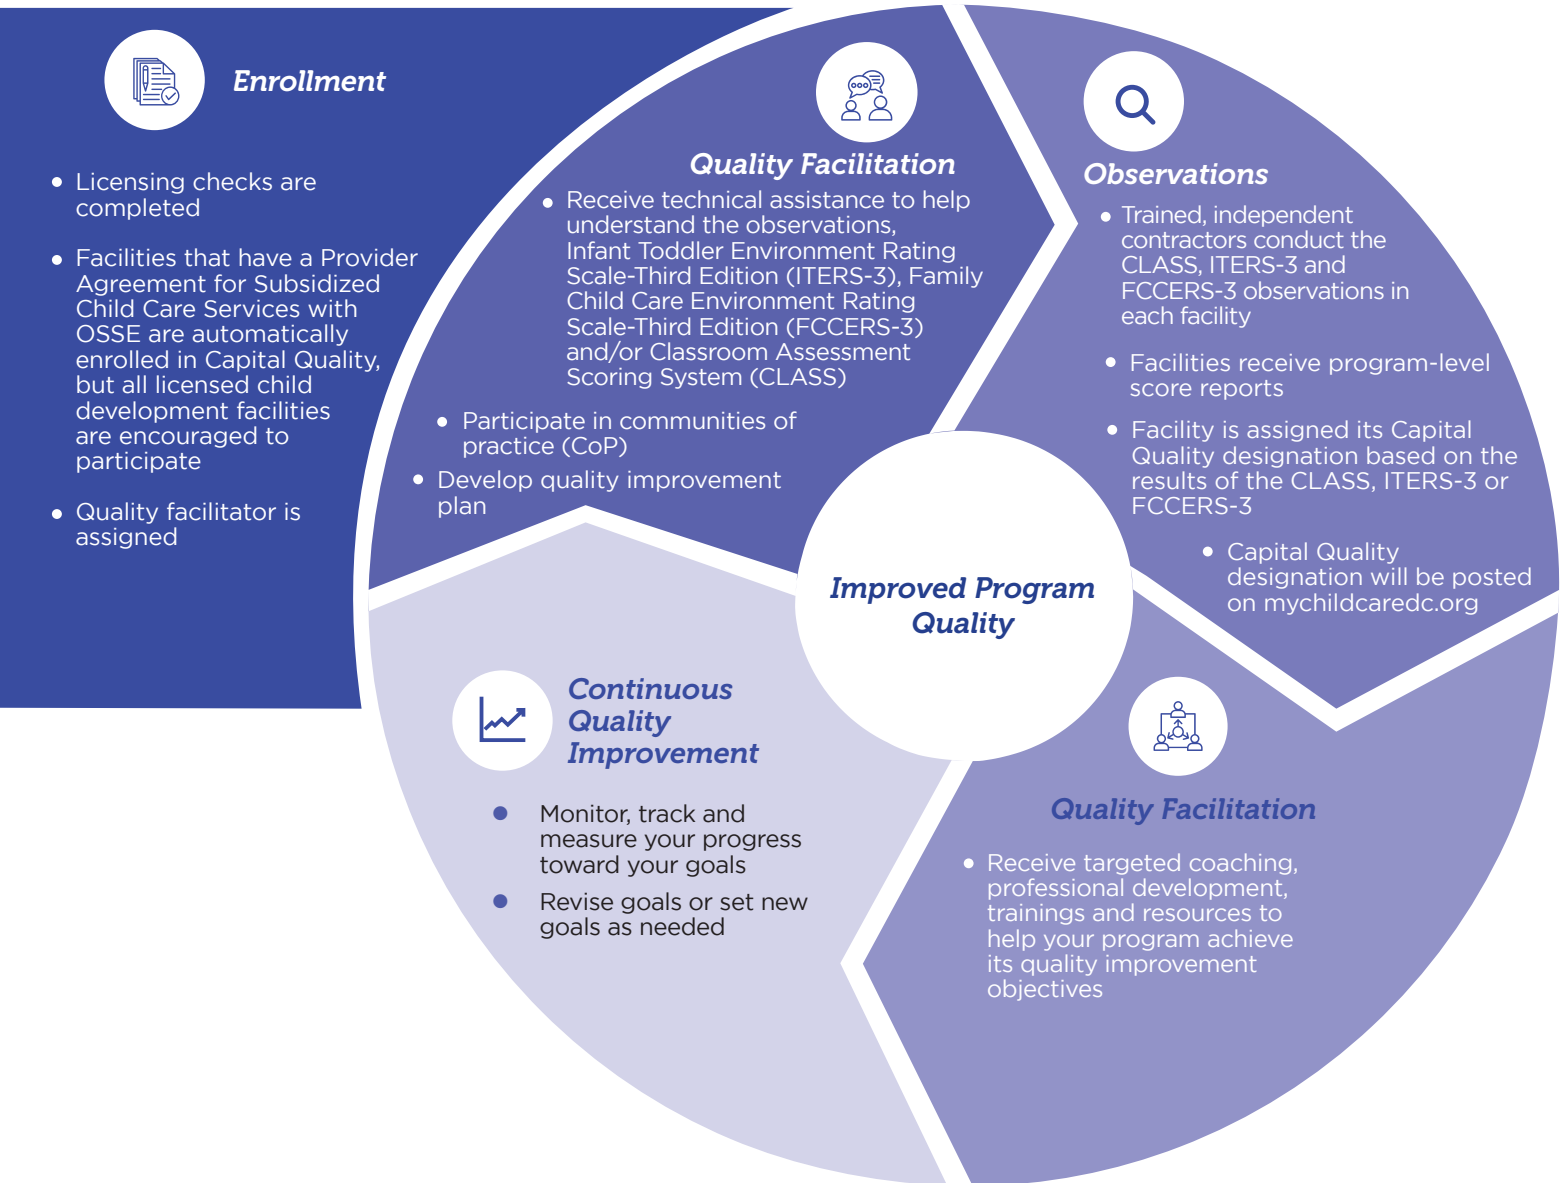 Enrollment
• Licensing checks are
completed
• Facilities that have a Provider
Agreement for Subsidized
Child Care Services with
OSSE are automatically
enrolled in Capital Quality,
but all licensed child
development facilities
are encouraged to
participate
• Quality facilitator is
assigned
Quality Facilitation
• Receive technical assistance to help
understand the observations,
Infant Toddler Environment Rating
Scale-Third Edition (ITERS-3), Family
Child Care Environment Rating
Scale-Third Edition (FCCERS-3)
and/or Classroom Assessment
Scoring System (CLASS)
• Participate in communities of
practice (CoP)
• Develop quality improvement
plan
Observations
• Trained, independent
contractors conduct the
CLASS, ITERS-3 and
FCCERS-3 observations in
each facility
• Facilities receive program-level
score reports
• Facility is assigned its Capital
Quality designation based on the
results of the CLASS, ITERS-3 or
FCCERS-3
• Capital Quality
designation will be posted
on mychildcaredc.org
Quality Facilitation
• Receive targeted coaching,
professional development,
trainings and resources to
help your program achieve
its quality improvement
objectives
Continuous
Quality
Improvement
• Monitor, track and
measure your progress
toward your goals
• Revise goals or set new
goals as needed
Improved Program
Quality